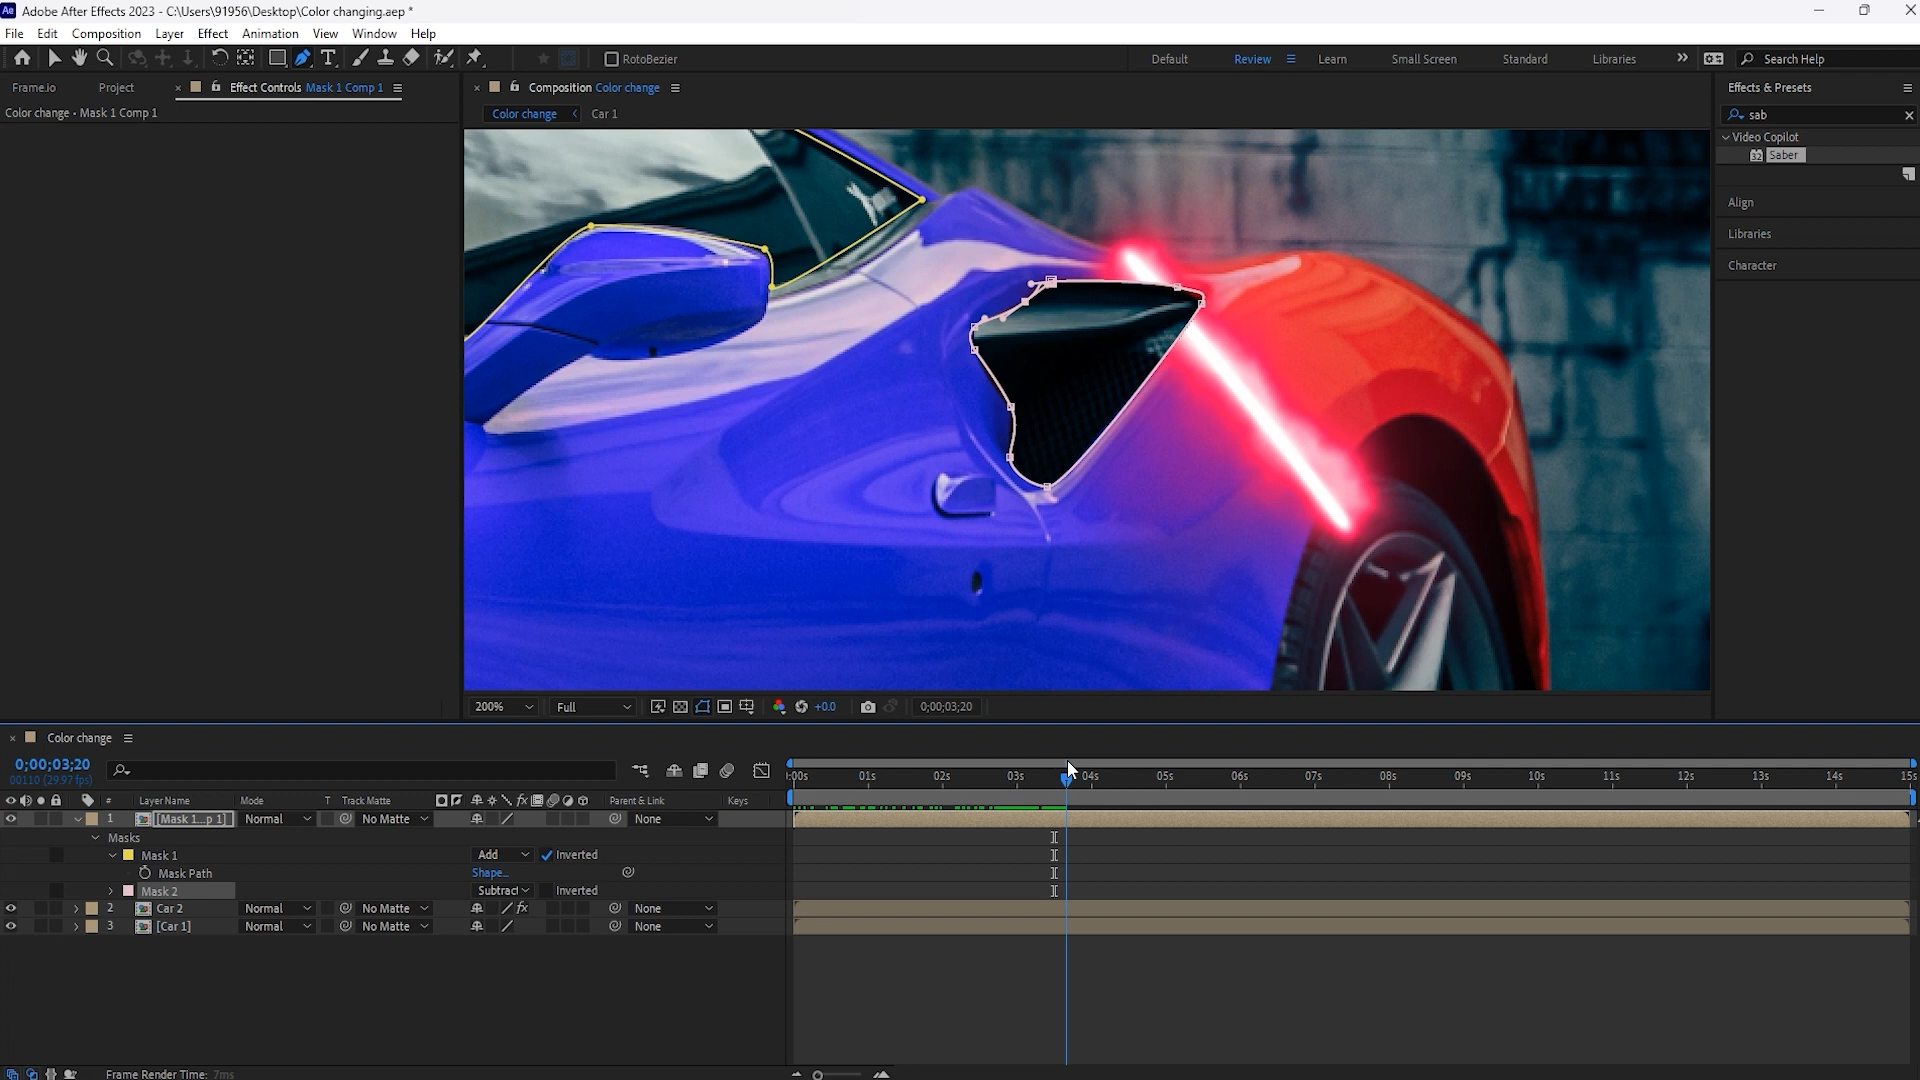 Ae Adobe After Effects 2023 - C:\Users\91956\Desktop\Color changing.aep *
File Edit Composition Layer Effect Animation View Window Help
T RotoBezier Default Review Learn Small Screen Standard Libraries Search Help
Frame.io Project Effect Controls Mask 1 Comp 1 Composition Color change Effects & Presets
Color change • Mask 1 Comp 1
Color change Car 1
sab
Video Copilot
32 Saber
Align
Libraries
Character
200% Full +0.0 0;00;03;20
Color change
0;00;03;20
00110 (29.97 fps)
:00s 01s 02s 03s 04s 05s 06s 07s 08s 09s 10s 11s 12s 13s 14s 15s
# Layer Name Mode T Track Matte fx Parent & Link Keys
1 [Mask 1...p 1] Normal No Matte None
Masks
Mask 1 Add Inverted
Mask Path Shape...
Mask 2 Subtract Inverted
2 Car 2 Normal No Matte fx None
3 [Car 1] Normal No Matte None
Frame Render Time: 7ms